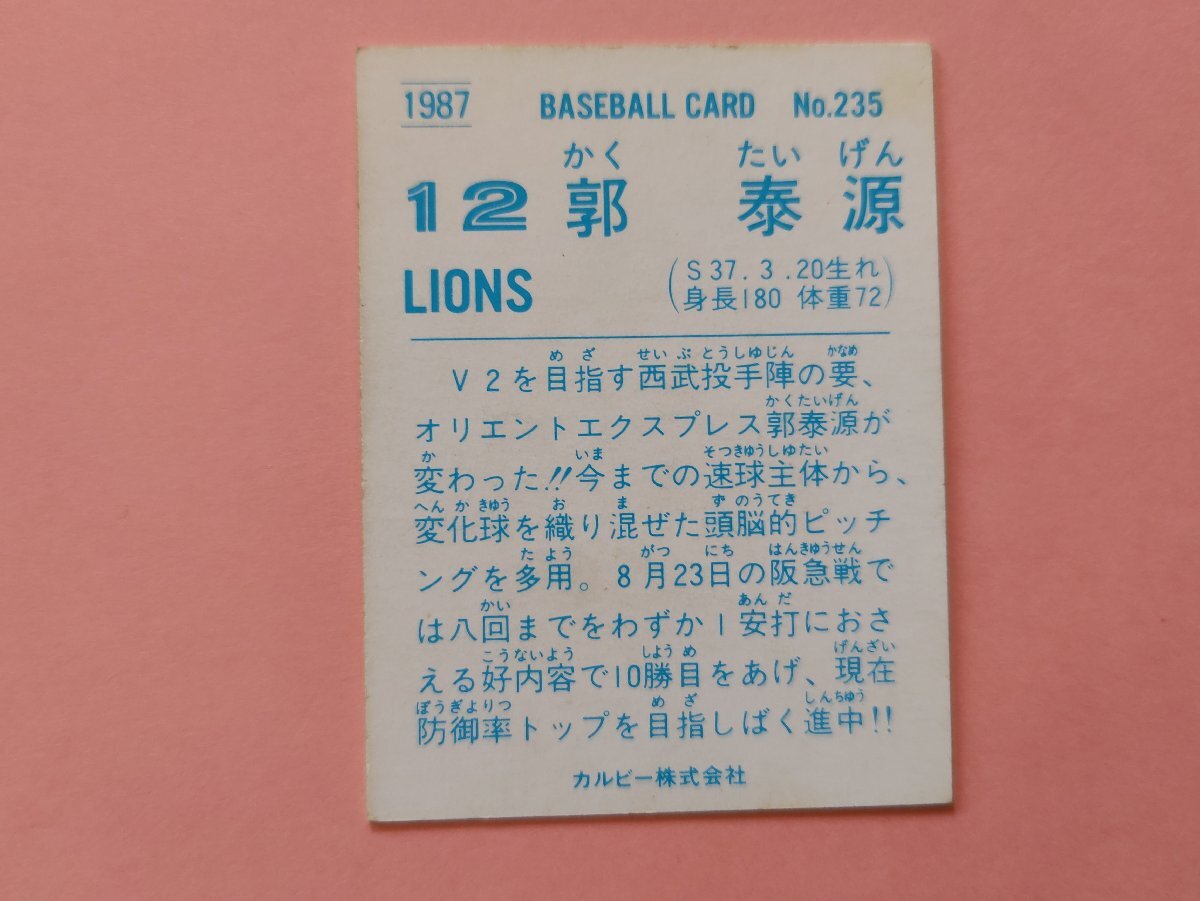 1987 BASEBALL CARD No.235
かく たい げん
12 郭 泰 源
LIONS
(S37.3.20生れ
身長180 体重72)
め ざ せい ぶ とうしゆじん かなめ
V2を目指す西武投手陣の要、
かくたいげん
オリエントエクスプレス郭泰源が
か いま そつきゆうしゆたい
変わった!!今までの速球主体から、
へん か きゆう お ま ず のうてき
変化球を織り混ぜた頭脳的ピッチ
た よう がつ にち はんきゆうせん
ングを多用。8月23日の阪急戦で
かい あん だ
は八回までをわずか1安打におさ
こうないよう しよう め げんざい
える好内容で10勝目をあげ、現在
ぼうぎよりつ め ざ しんちゆう
防御率トップを目指しばく進中!!
カルビー株式会社